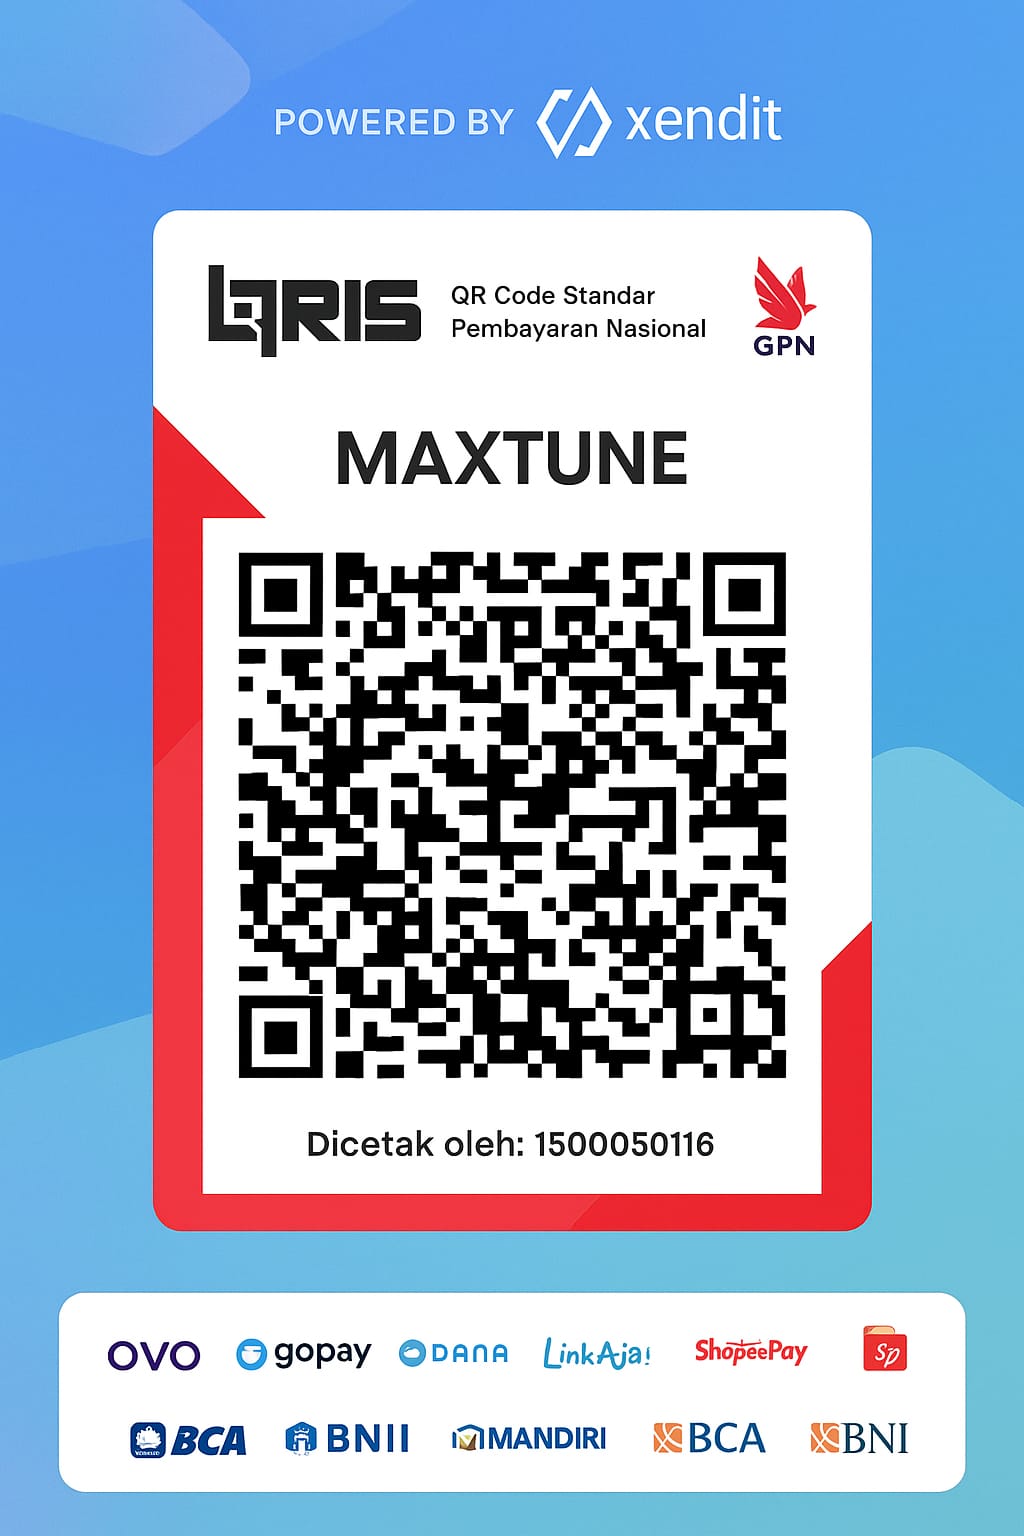 POWERED BY xendit
QRIS
QR Code Standar
Pembayaran Nasional
GPN
MAXTUNE
Dicetak oleh: 1500050116
OVO gopay DANA LinkAja! ShopeePay SP
BCA BNII MANDIRI BCA BNI